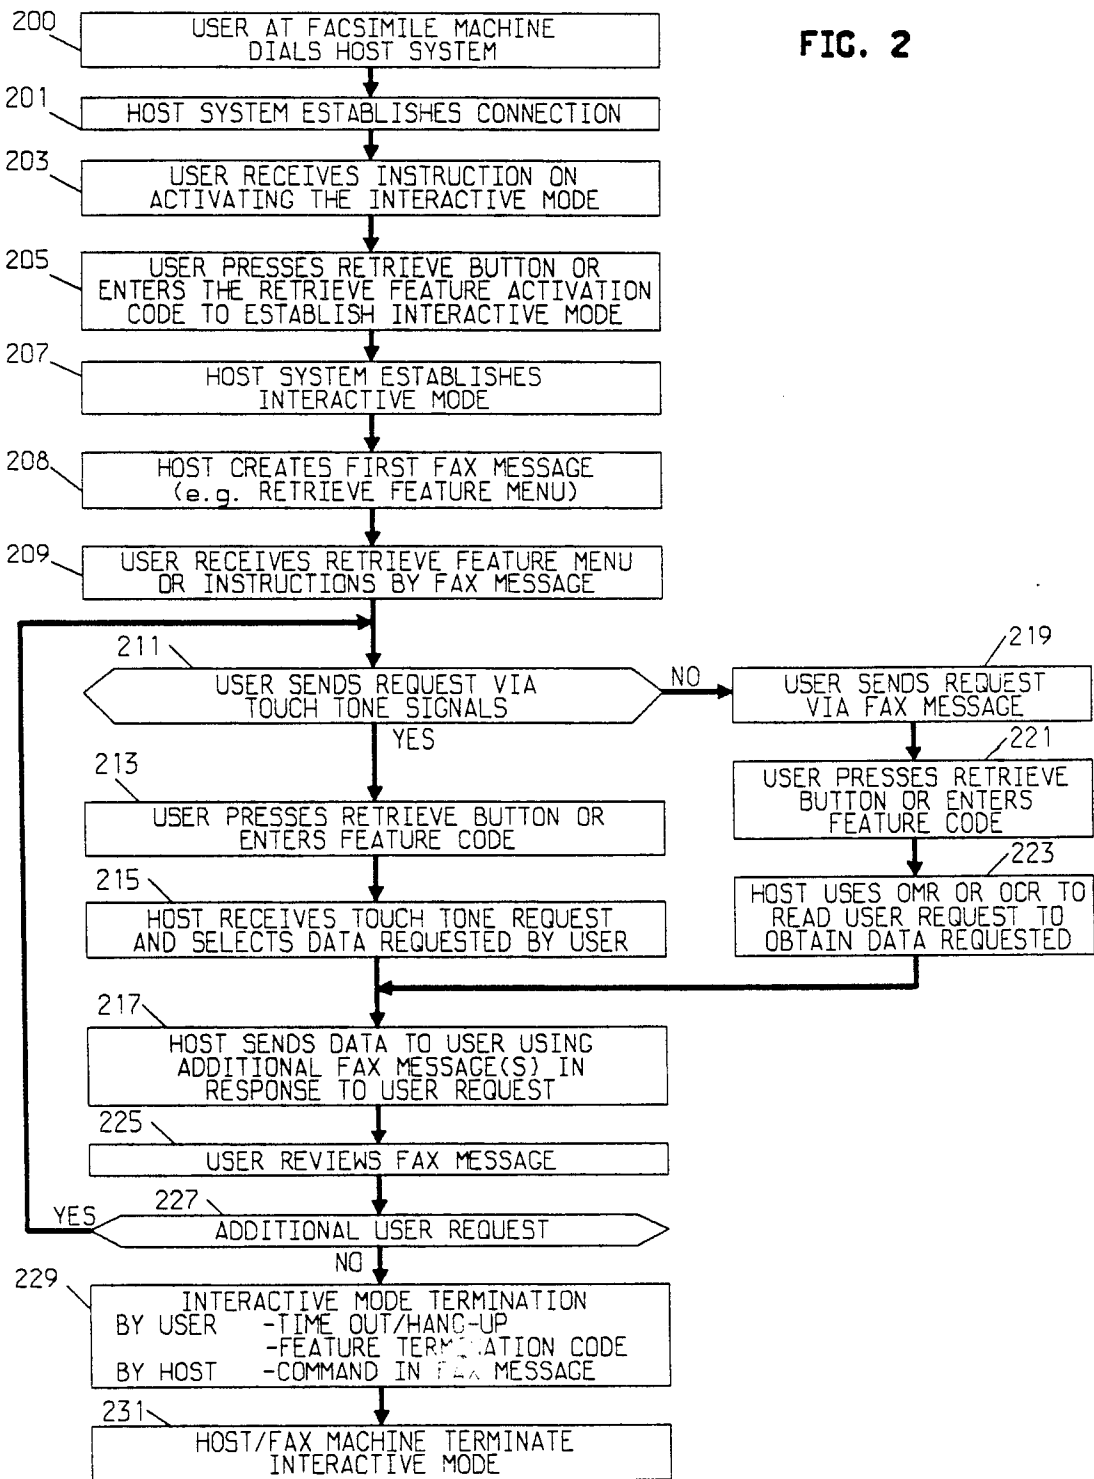 FIG. 2
200
USER AT FACSIMILE MACHINE
DIALS HOST SYSTEM
201
HOST SYSTEM ESTABLISHES CONNECTION
203
USER RECEIVES INSTRUCTION ON
ACTIVATING THE INTERACTIVE MODE
205
USER PRESSES RETRIEVE BUTTON OR
ENTERS THE RETRIEVE FEATURE ACTIVATION
CODE TO ESTABLISH INTERACTIVE MODE
207
HOST SYSTEM ESTABLISHES
INTERACTIVE MODE
208
HOST CREATES FIRST FAX MESSAGE
(e.g. RETRIEVE FEATURE MENU)
209
USER RECEIVES RETRIEVE FEATURE MENU
OR INSTRUCTIONS BY FAX MESSAGE
211
USER SENDS REQUEST VIA
TOUCH TONE SIGNALS
NO
YES
219
USER SENDS REQUEST
VIA FAX MESSAGE
221
USER PRESSES RETRIEVE
BUTTON OR ENTERS
FEATURE CODE
223
HOST USES OMR OR OCR TO
READ USER REQUEST TO
OBTAIN DATA REQUESTED
213
USER PRESSES RETRIEVE BUTTON OR
ENTERS FEATURE CODE
215
HOST RECEIVES TOUCH TONE REQUEST
AND SELECTS DATA REQUESTED BY USER
217
HOST SENDS DATA TO USER USING
ADDITIONAL FAX MESSAGE(S) IN
RESPONSE TO USER REQUEST
225
USER REVIEWS FAX MESSAGE
227
YES
ADDITIONAL USER REQUEST
NO
229
INTERACTIVE MODE TERMINATION
BY USER -TIME OUT/HANG-UP
-FEATURE TERMINATION CODE
BY HOST -COMMAND IN FAX MESSAGE
231
HOST/FAX MACHINE TERMINATE
INTERACTIVE MODE